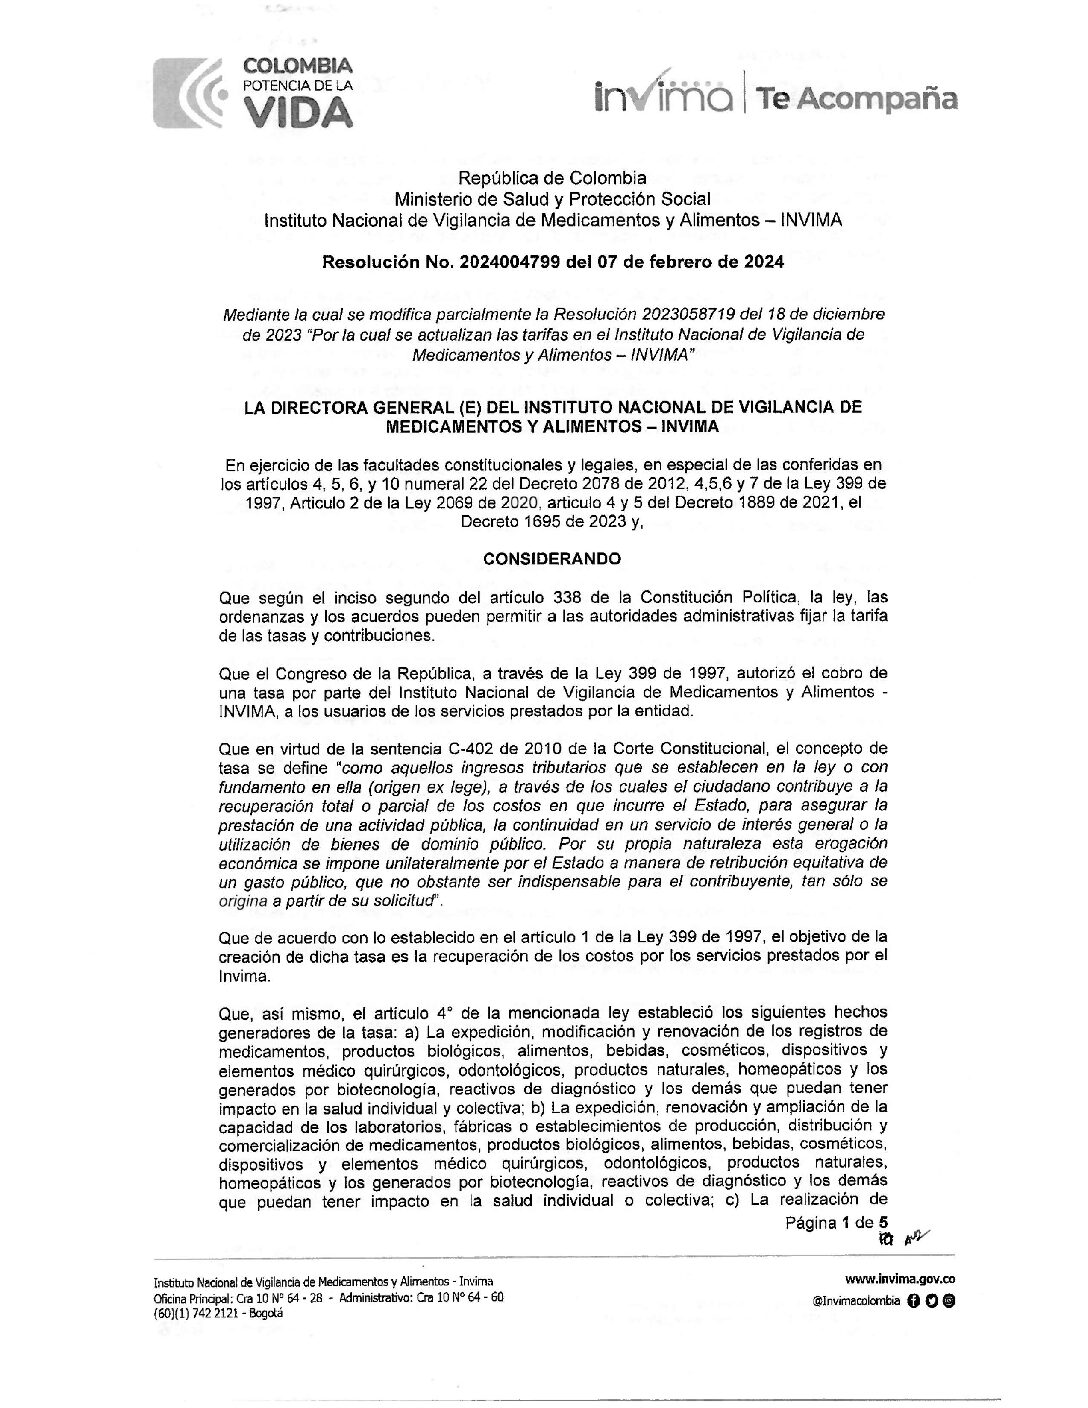 COLOMBIA
POTENCIA DE LA
VIDA
invima | Te Acompaña
República de Colombia
Ministerio de Salud y Protección Social
Instituto Nacional de Vigilancia de Medicamentos y Alimentos – INVIMA
Resolución No. 2024004799 del 07 de febrero de 2024
Mediante la cual se modifica parcialmente la Resolución 2023058719 del 18 de diciembre
de 2023 "Por la cual se actualizan las tarifas en el Instituto Nacional de Vigilancia de
Medicamentos y Alimentos – INVIMA"
LA DIRECTORA GENERAL (E) DEL INSTITUTO NACIONAL DE VIGILANCIA DE
MEDICAMENTOS Y ALIMENTOS – INVIMA
En ejercicio de las facultades constitucionales y legales, en especial de las conferidas en
los artículos 4, 5, 6, y 10 numeral 22 del Decreto 2078 de 2012, 4,5,6 y 7 de la Ley 399 de
1997, Articulo 2 de la Ley 2069 de 2020, articulo 4 y 5 del Decreto 1889 de 2021, el
Decreto 1695 de 2023 y,
CONSIDERANDO
Que según el inciso segundo del artículo 338 de la Constitución Política, la ley, las
ordenanzas y los acuerdos pueden permitir a las autoridades administrativas fijar la tarifa
de las tasas y contribuciones.
Que el Congreso de la República, a través de la Ley 399 de 1997, autorizó el cobro de
una tasa por parte del Instituto Nacional de Vigilancia de Medicamentos y Alimentos -
INVIMA, a los usuarios de los servicios prestados por la entidad.
Que en virtud de la sentencia C-402 de 2010 de la Corte Constitucional, el concepto de
tasa se define "como aquellos ingresos tributarios que se establecen en la ley o con
fundamento en ella (origen ex lege), a través de los cuales el ciudadano contribuye a la
recuperación total o parcial de los costos en que incurre el Estado, para asegurar la
prestación de una actividad pública, la continuidad en un servicio de interés general o la
utilización de bienes de dominio público. Por su propia naturaleza esta erogación
económica se impone unilateralmente por el Estado a manera de retribución equitativa de
un gasto público, que no obstante ser indispensable para el contribuyente, tan sólo se
origina a partir de su solicitud".
Que de acuerdo con lo establecido en el artículo 1 de la Ley 399 de 1997, el objetivo de la
creación de dicha tasa es la recuperación de los costos por los servicios prestados por el
Invima.
Que, así mismo, el artículo 4° de la mencionada ley estableció los siguientes hechos
generadores de la tasa: a) La expedición, modificación y renovación de los registros de
medicamentos, productos biológicos, alimentos, bebidas, cosméticos, dispositivos y
elementos médico quirúrgicos, odontológicos, productos naturales, homeopáticos y los
generados por biotecnología, reactivos de diagnóstico y los demás que puedan tener
impacto en la salud individual y colectiva; b) La expedición, renovación y ampliación de la
capacidad de los laboratorios, fábricas o establecimientos de producción, distribución y
comercialización de medicamentos, productos biológicos, alimentos, bebidas, cosméticos,
dispositivos y elementos médico quirúrgicos, odontológicos, productos naturales,
homeopáticos y los generados por biotecnología, reactivos de diagnóstico y los demás
que puedan tener impacto en la salud individual o colectiva; c) La realización de
Página 1 de 5
Instituto Nacional de Vigilancia de Medicamentos y Alimentos - Invima
Oficina Principal: Cra 10 N° 64 - 28 - Administrativo: Cra 10 N° 64 - 60
(60)(1) 742 2121 - Bogotá
www.invima.gov.co
@Invimacolombia